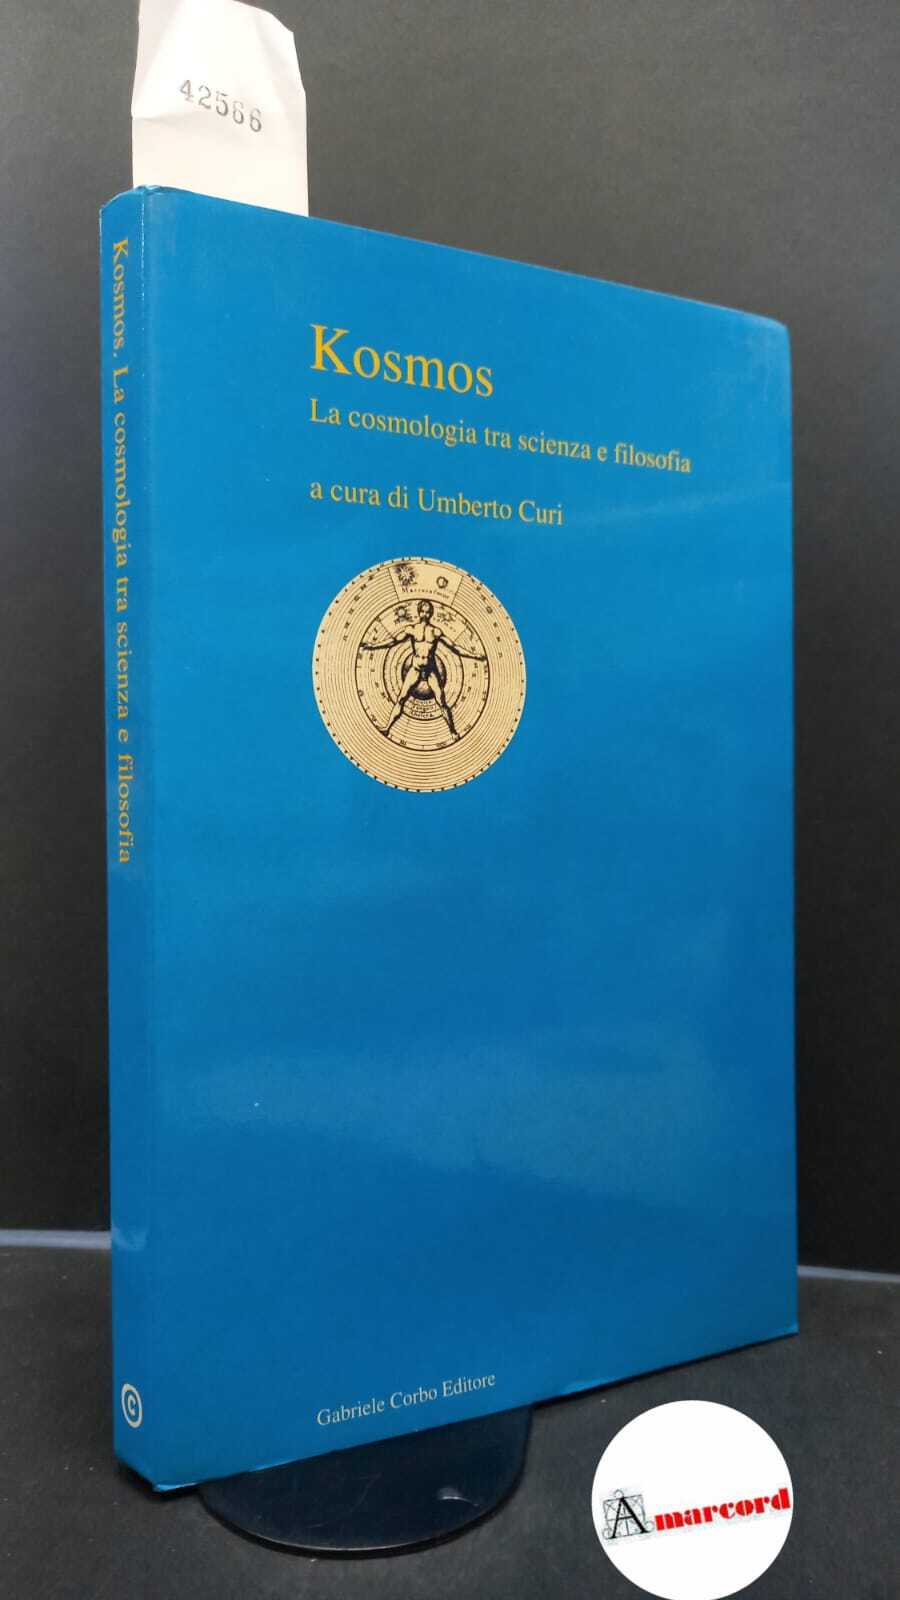 42566
Kosmos. La cosmologia tra scienza e filosofia
Kosmos
La cosmologia tra scienza e filosofia
a cura di Umberto Curi
Gabriele Corbo Editore
C
Amarcord